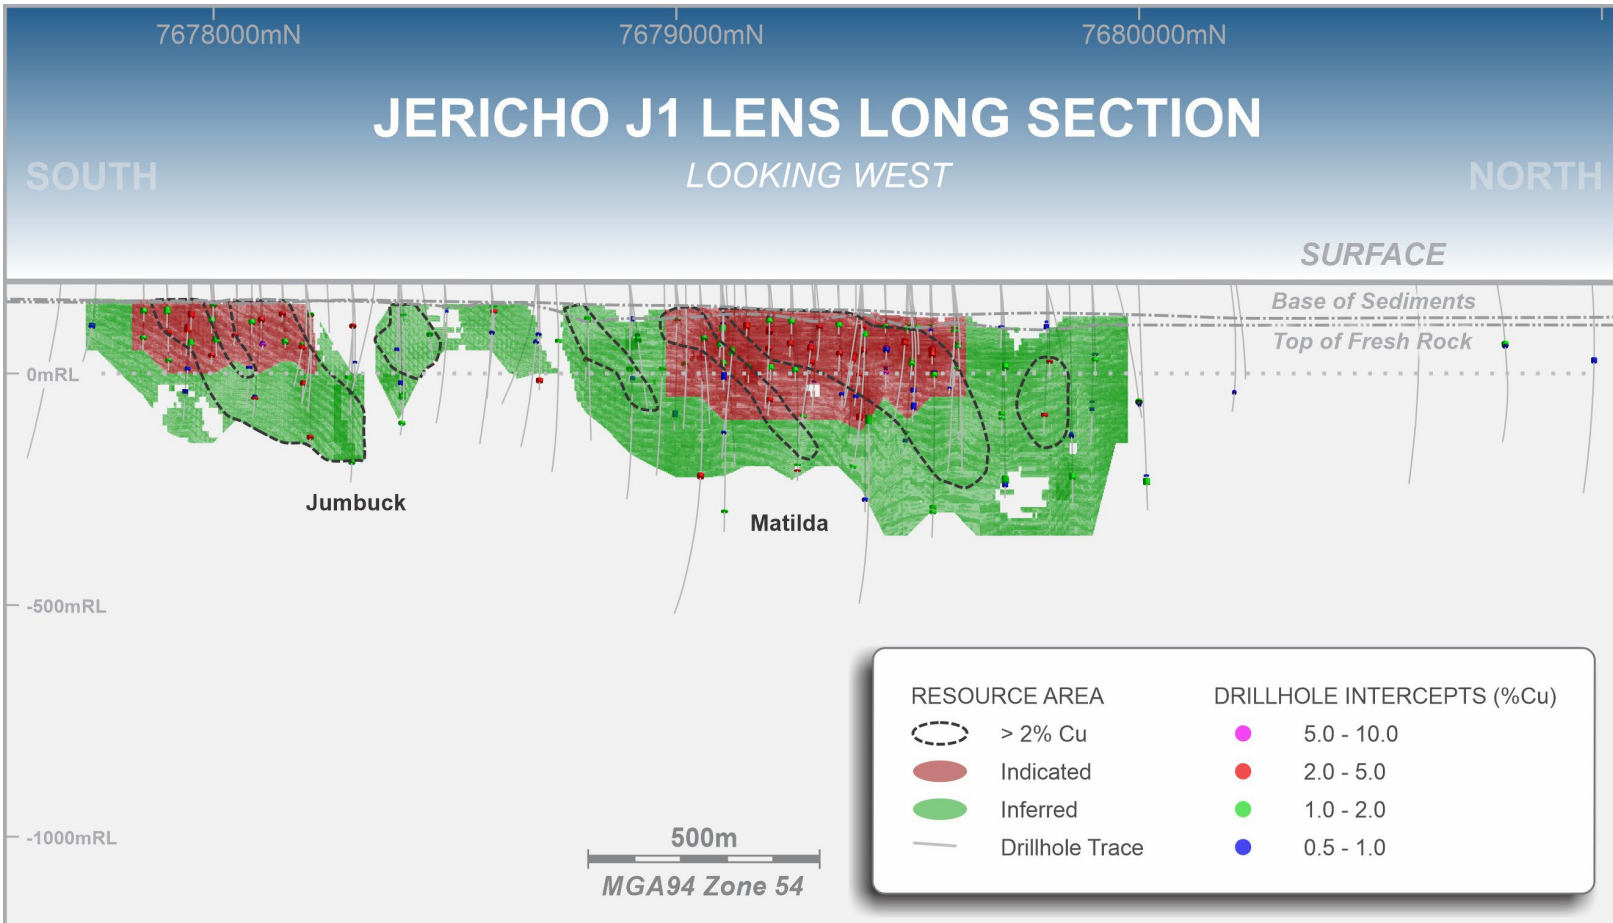 7678000mN 7679000mN 7680000mN
JERICHO J1 LENS LONG SECTION
LOOKING WEST
SOUTH NORTH
SURFACE
Base of Sediments
Top of Fresh Rock
0mRL
Jumbuck
Matilda
-500mRL
RESOURCE AREA DRILLHOLE INTERCEPTS (%Cu)
> 2% Cu 5.0 - 10.0
Indicated 2.0 - 5.0
Inferred 1.0 - 2.0
Drillhole Trace 0.5 - 1.0
-1000mRL
500m
MGA94 Zone 54